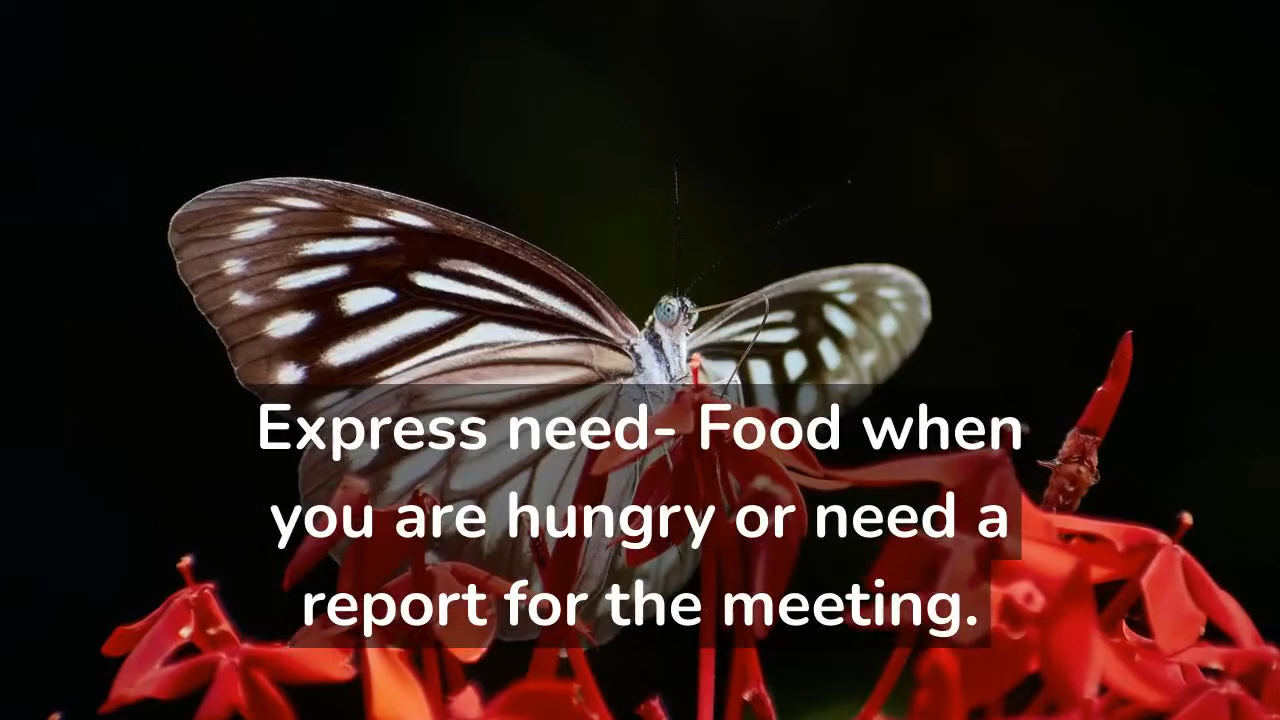 Express need- Food when
you are hungry or need a
report for the meeting.